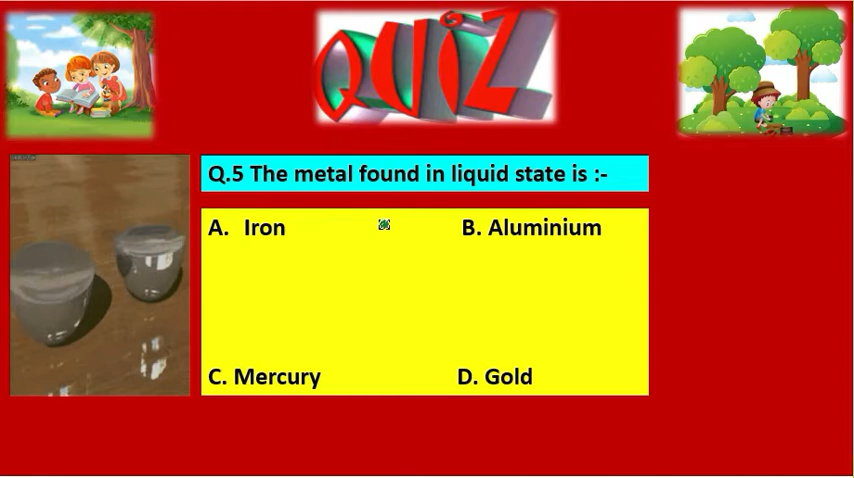 QUIZ
Q.5 The metal found in liquid state is :-
A. Iron B. Aluminium
C. Mercury D. Gold